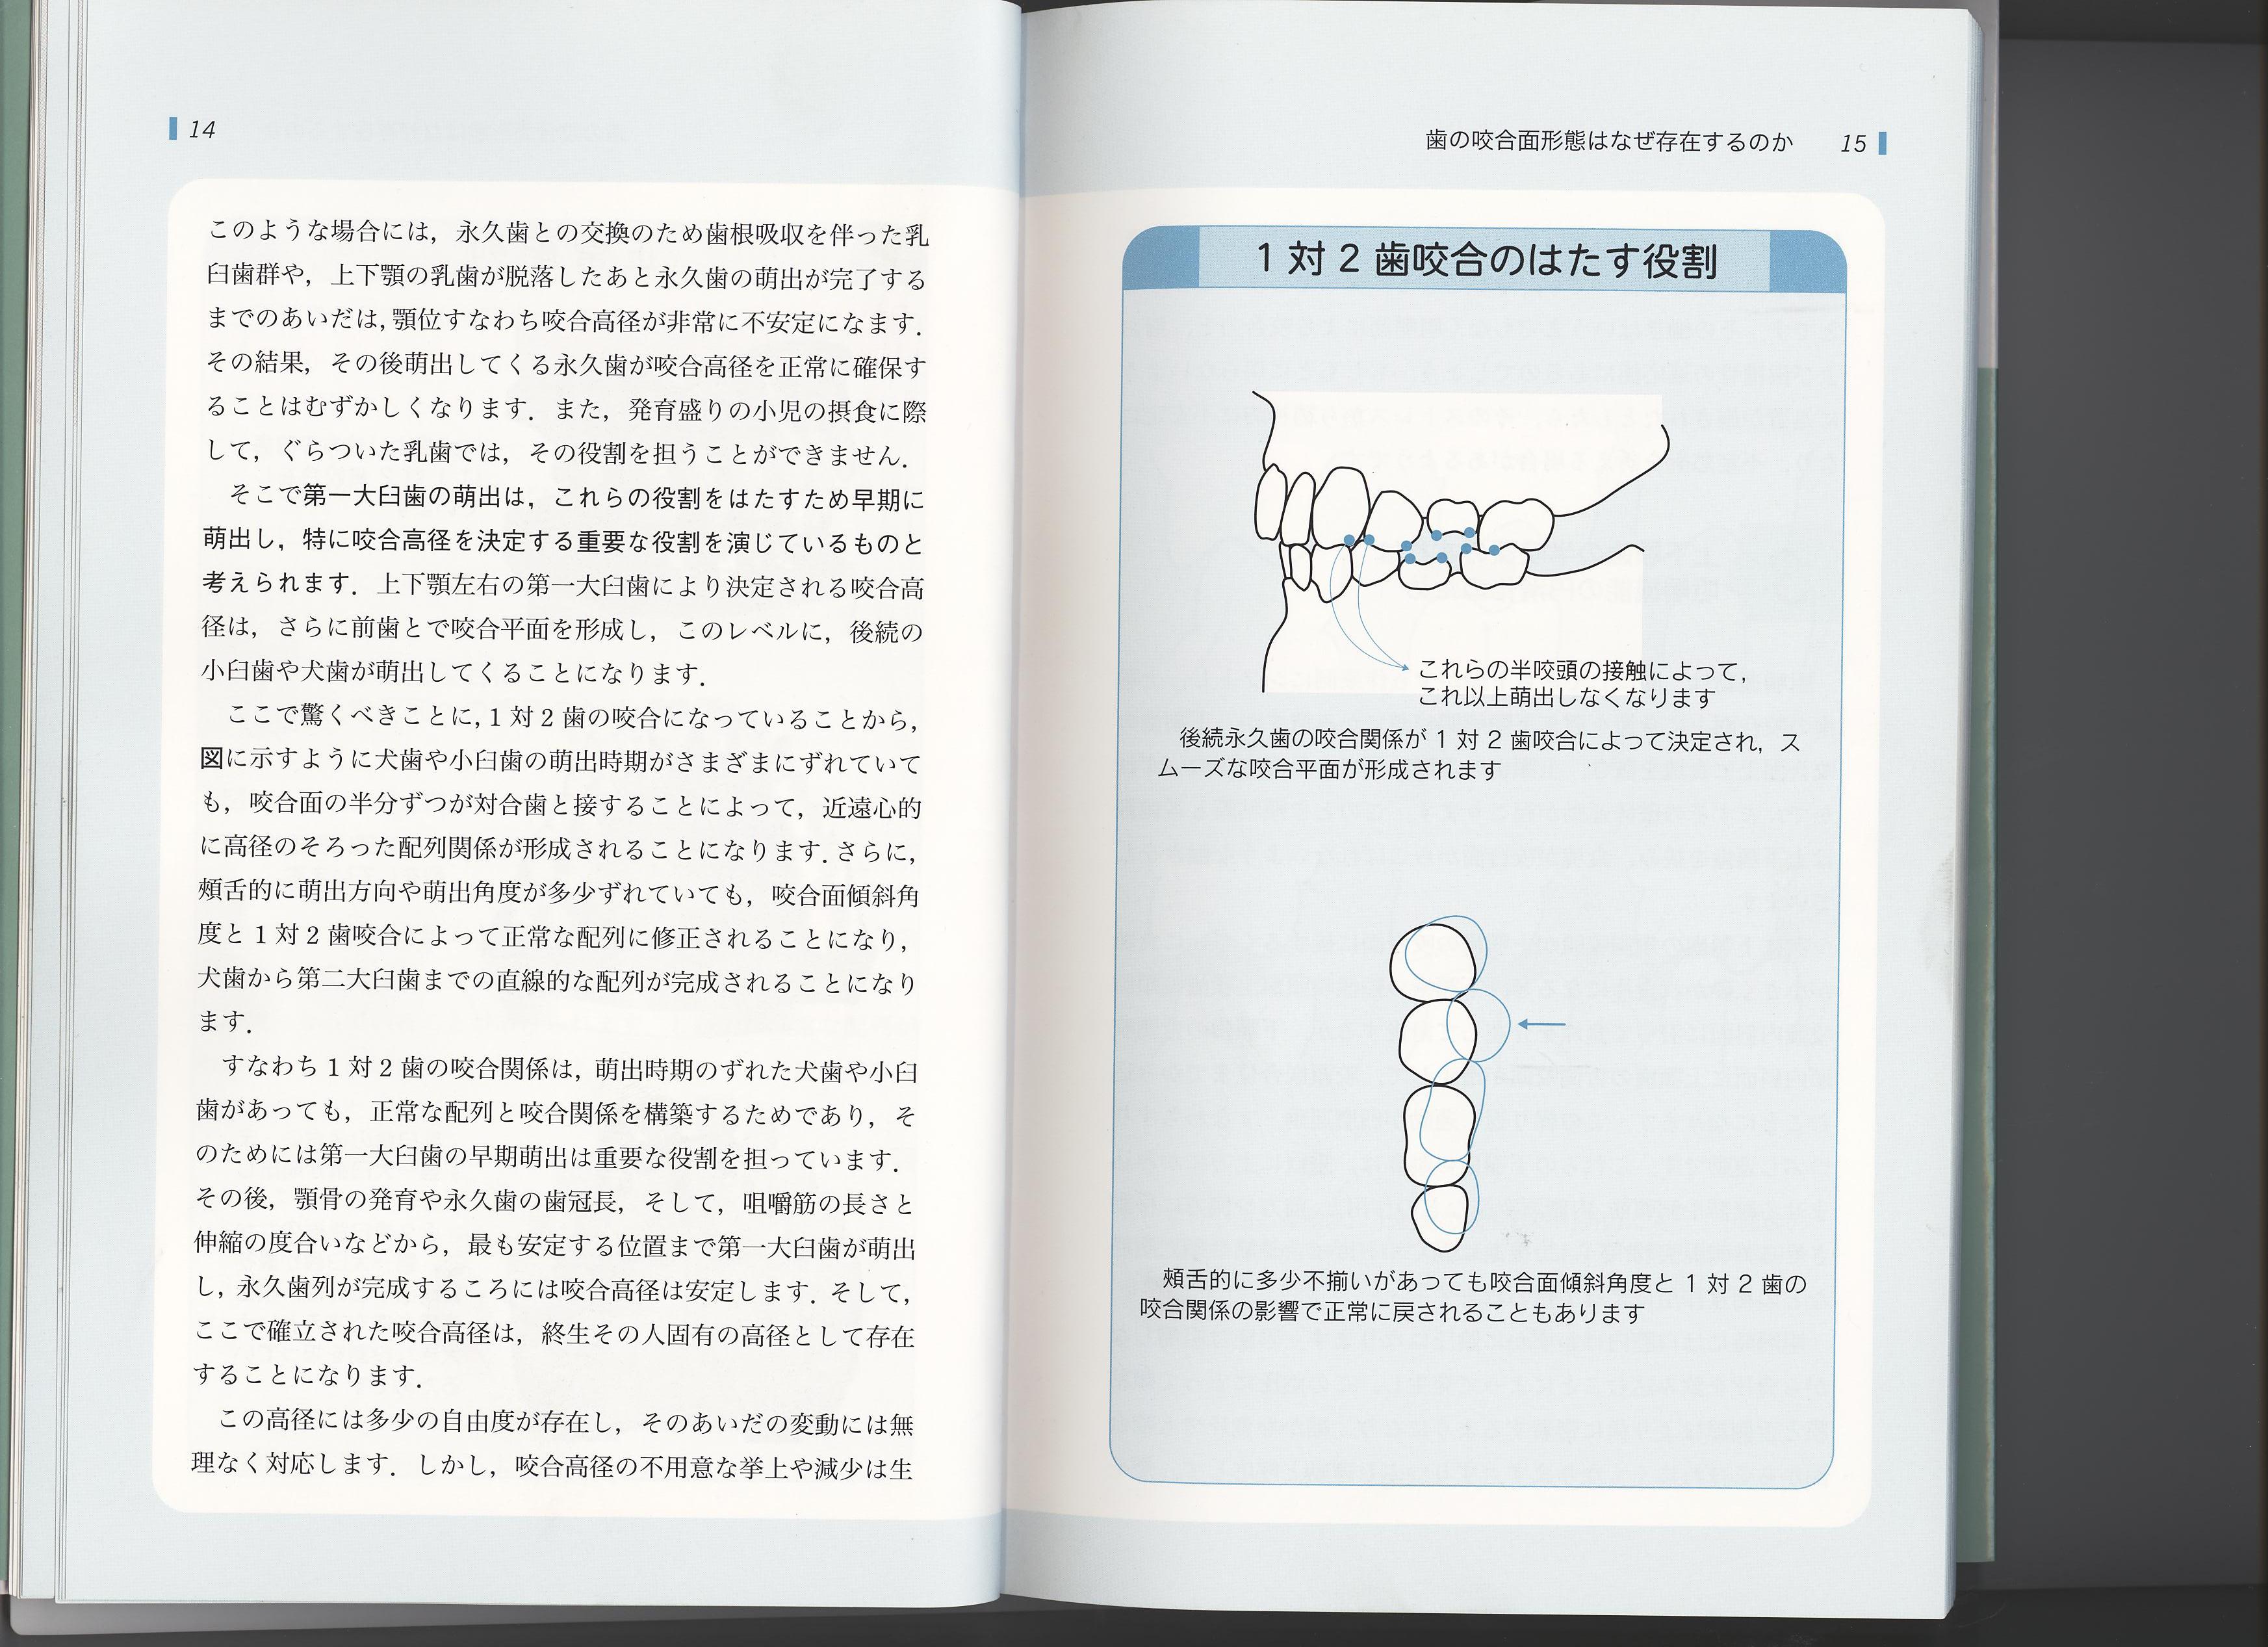 14
このような場合には，永久歯との交換のため歯根吸収を伴った乳
臼歯群や，上下顎の乳歯が脱落したあと永久歯の萌出が完了する
までのあいだは，顎位すなわち咬合高径が非常に不安定になます．
その結果，その後萌出してくる永久歯が咬合高径を正常に確保す
ることはむずかしくなります．また，発育盛りの小児の摂食に際
して，ぐらついた乳歯では，その役割を担うことができません．
そこで第一大臼歯の萌出は，これらの役割をはたすため早期に
萌出し，特に咬合高径を決定する重要な役割を演じているものと
考えられます．上下顎左右の第一大臼歯により決定される咬合高
径は，さらに前歯とで咬合平面を形成し，このレベルに，後続の
小臼歯や犬歯が萌出してくることになります．
ここで驚くべきことに，1 対 2 歯の咬合になっていることから，
図に示すように犬歯や小臼歯の萌出時期がさまざまにずれていて
も，咬合面の半分ずつが対合歯と接することによって，近遠心的
に高径のそろった配列関係が形成されることになります．さらに，
頰舌的に萌出方向や萌出角度が多少ずれていても，咬合面傾斜角
度と 1 対 2 歯咬合によって正常な配列に修正されることになり，
犬歯から第二大臼歯までの直線的な配列が完成されることになり
ます．
すなわち 1 対 2 歯の咬合関係は，萌出時期のずれた犬歯や小臼
歯があっても，正常な配列と咬合関係を構築するためであり，そ
のためには第一大臼歯の早期萌出は重要な役割を担っています．
その後，顎骨の発育や永久歯の歯冠長，そして，咀嚼筋の長さと
伸縮の度合いなどから，最も安定する位置まで第一大臼歯が萌出
し，永久歯列が完成するころには咬合高径は安定します．そして，
ここで確立された咬合高径は，終生その人固有の高径として存在
することになります．
この高径には多少の自由度が存在し，そのあいだの変動には無
理なく対応します．しかし，咬合高径の不用意な挙上や減少は生
歯の咬合面形態はなぜ存在するのか 15
1 対 2 歯咬合のはたす役割
これらの半咬頭の接触によって，
これ以上萌出しなくなります
後続永久歯の咬合関係が 1 対 2 歯咬合によって決定され，ス
ムーズな咬合平面が形成されます
頰舌的に多少不揃いがあっても咬合面傾斜角度と 1 対 2 歯の
咬合関係の影響で正常に戻されることもあります